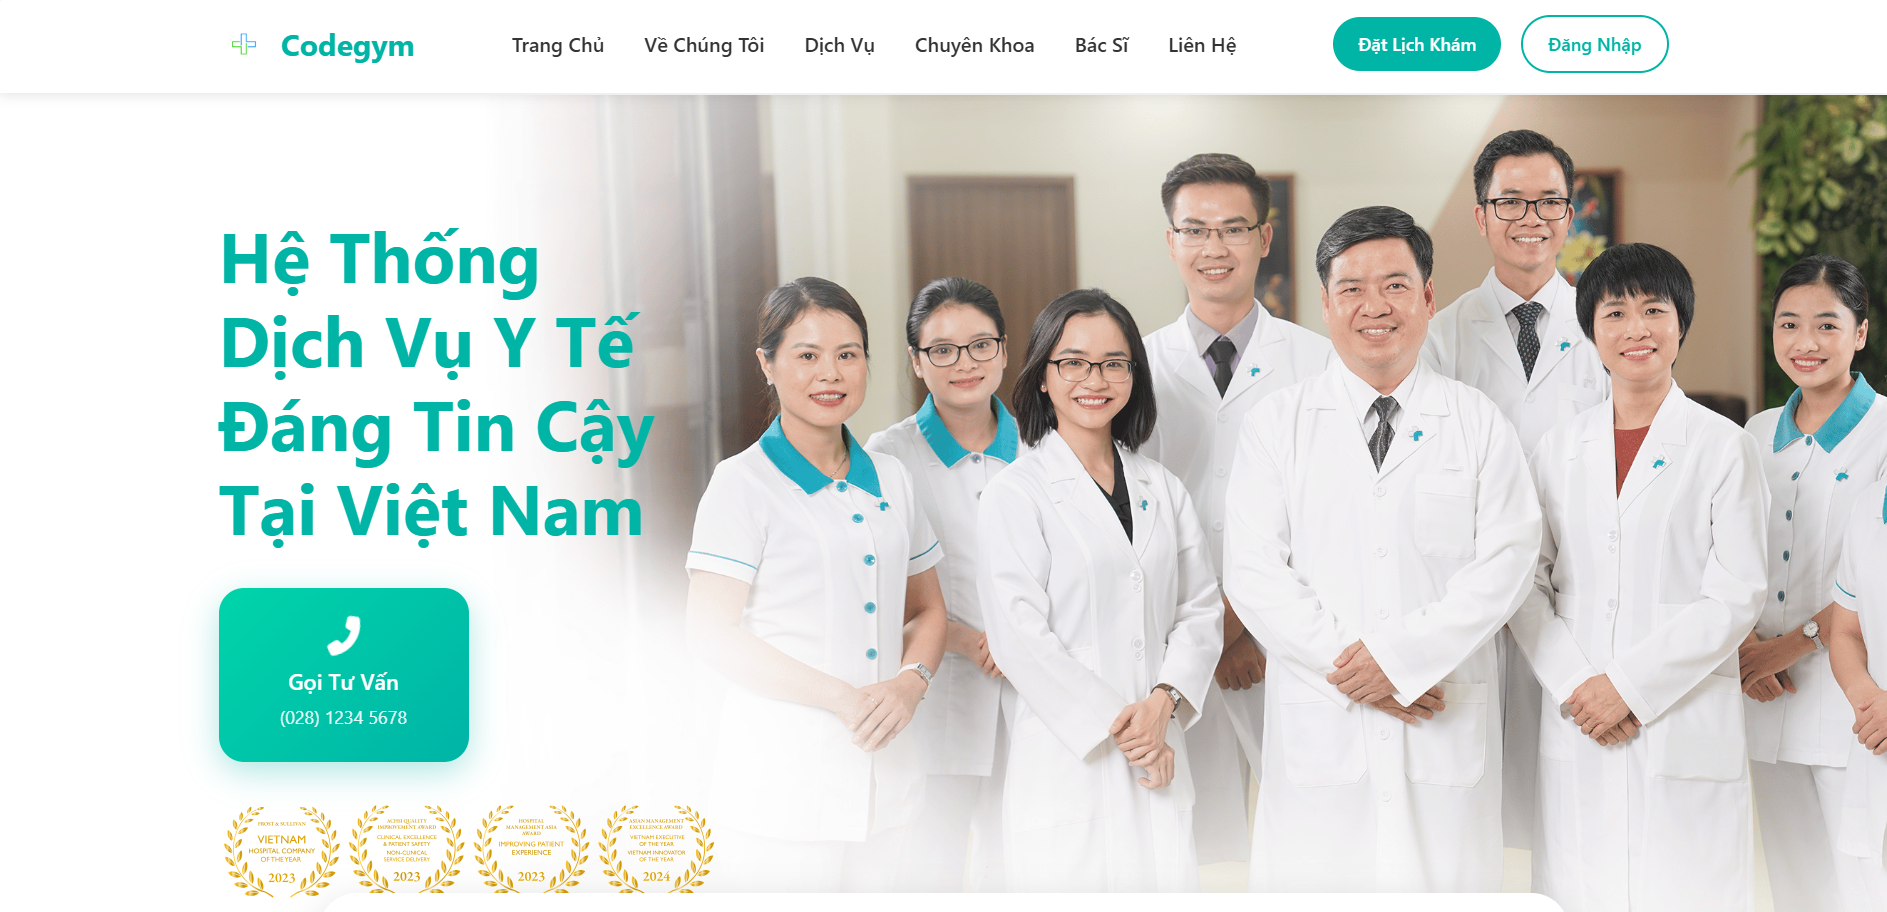 Codegym
Trang Chủ
Về Chúng Tôi
Dịch Vụ
Chuyên Khoa
Bác Sĩ
Liên Hệ
Đặt Lịch Khám
Đăng Nhập
Hệ Thống
Dịch Vụ Y Tế
Đáng Tin Cậy
Tại Việt Nam
Gọi Tư Vấn
(028) 1234 5678
FROST & SULLIVAN
VIETNAM
HOSPITAL COMPANY
OF THE YEAR
2023
ACHSI QUALITY
IMPROVEMENT AWARD
CLINICAL EXCELLENCE
& PATIENT SAFETY
NON-CLINICAL
SERVICE DELIVERY
2023
HOSPITAL
MANAGEMENT ASIA
AWARD
IMPROVING PATIENT
EXPERIENCE
2023
ASIAN MANAGEMENT
EXCELLENCE AWARD
VIETNAM EXECUTIVE
OF THE YEAR
VIETNAM INNOVATOR
OF THE YEAR
2024